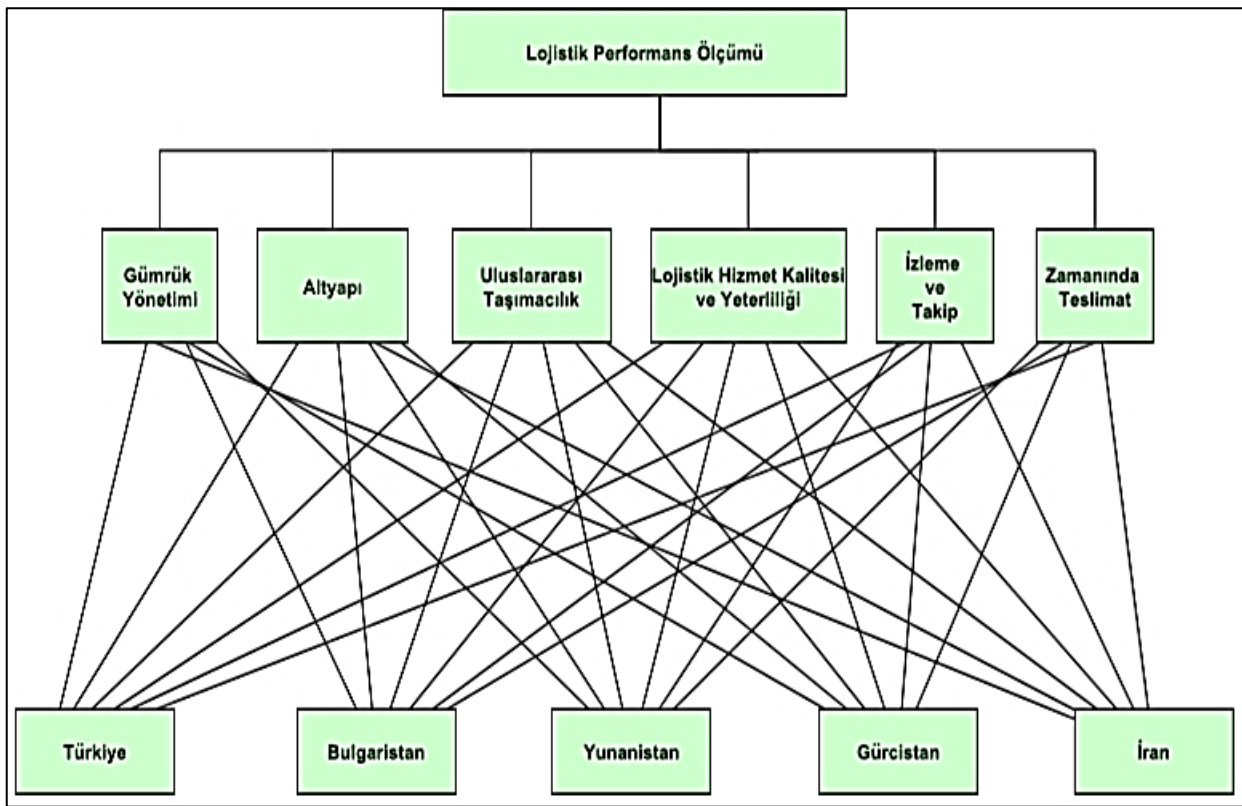 Lojistik Performans Ölçümü
Gümrük
Yönetimi
Altyapı
Uluslararası
Taşımacılık
Lojistik Hizmet Kalitesi
ve Yeterliliği
İzleme
ve
Takip
Zamanında
Teslimat
Türkiye
Bulgaristan
Yunanistan
Gürcistan
İran